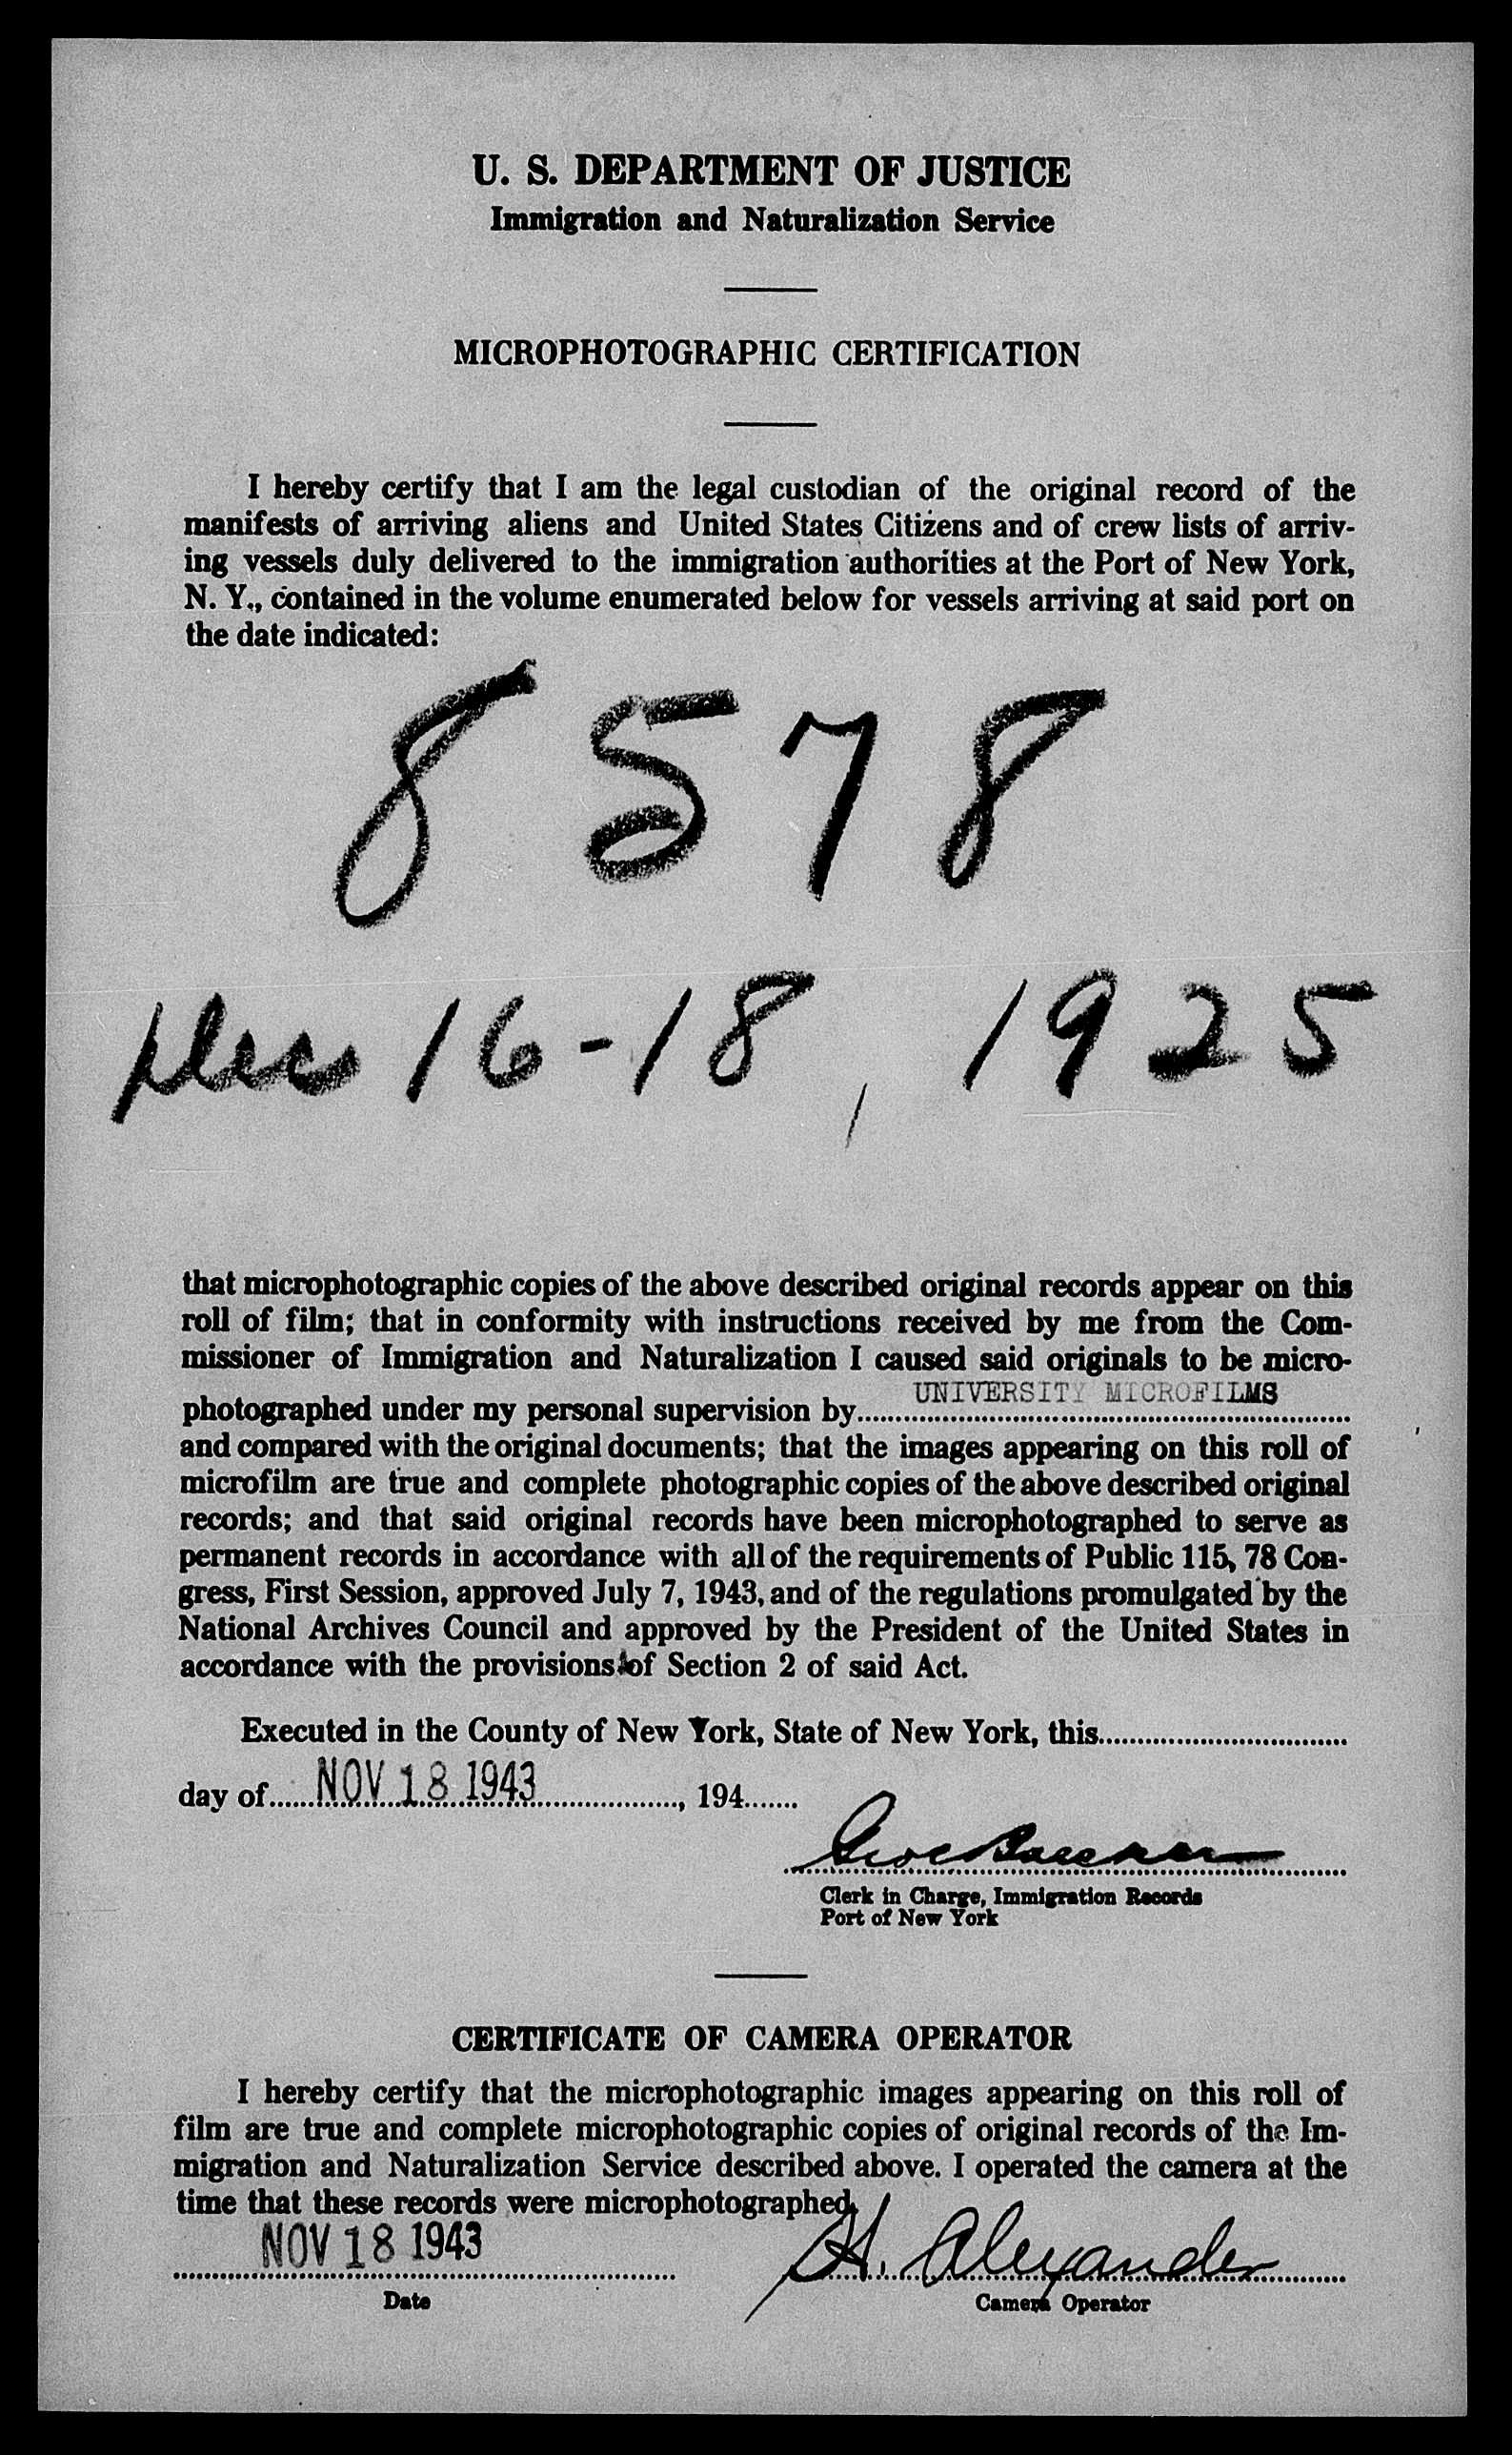 U. S. DEPARTMENT OF JUSTICE
Immigration and Naturalization Service
MICROPHOTOGRAPHIC CERTIFICATION
I hereby certify that I am the legal custodian of the original record of the
manifests of arriving aliens and United States Citizens and of crew lists of arriv-
ing vessels duly delivered to the immigration authorities at the Port of New York,
N. Y., contained in the volume enumerated below for vessels arriving at said port on
the date indicated:
8578
Dec 16-18, 1925
that microphotographic copies of the above described original records appear on this
roll of film; that in conformity with instructions received by me from the Com-
missioner of Immigration and Naturalization I caused said originals to be micro-
photographed under my personal supervision by UNIVERSITY MICROFILMS
and compared with the original documents; that the images appearing on this roll of
microfilm are true and complete photographic copies of the above described original
records; and that said original records have been microphotographed to serve as
permanent records in accordance with all of the requirements of Public 115, 78 Con-
gress, First Session, approved July 7, 1943, and of the regulations promulgated by the
National Archives Council and approved by the President of the United States in
accordance with the provisions of Section 2 of said Act.
Executed in the County of New York, State of New York, this
day of NOV 18 1943, 194
Clerk in Charge, Immigration Records
Port of New York
CERTIFICATE OF CAMERA OPERATOR
I hereby certify that the microphotographic images appearing on this roll of
film are true and complete microphotographic copies of original records of the Im-
migration and Naturalization Service described above. I operated the camera at the
time that these records were microphotographed.
NOV 18 1943 H. Alexander
Date Camera Operator